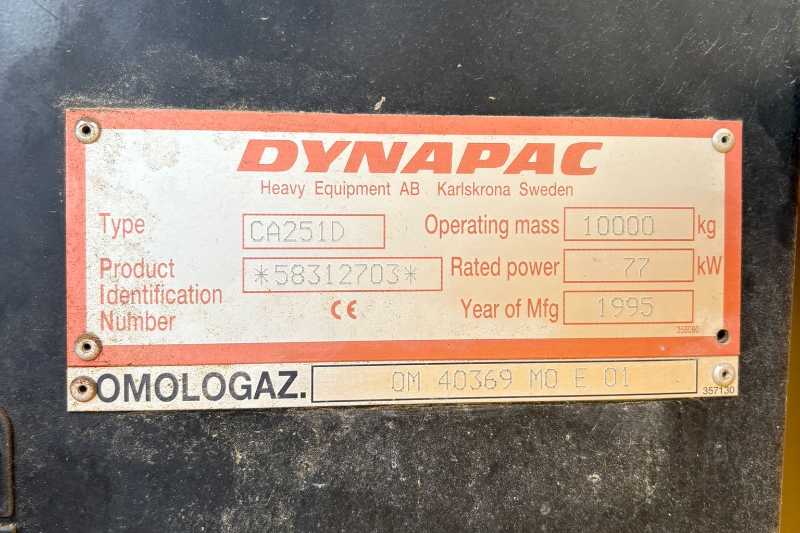 DYNAPAC
Heavy Equipment AB Karlskrona Sweden
Type CA251D Operating mass 10000 kg
Product Identification Number *58312703* Rated power 77 kW
CE Year of Mfg 1995
OMOLOGAZ. OM 40369 MO E 01
357130